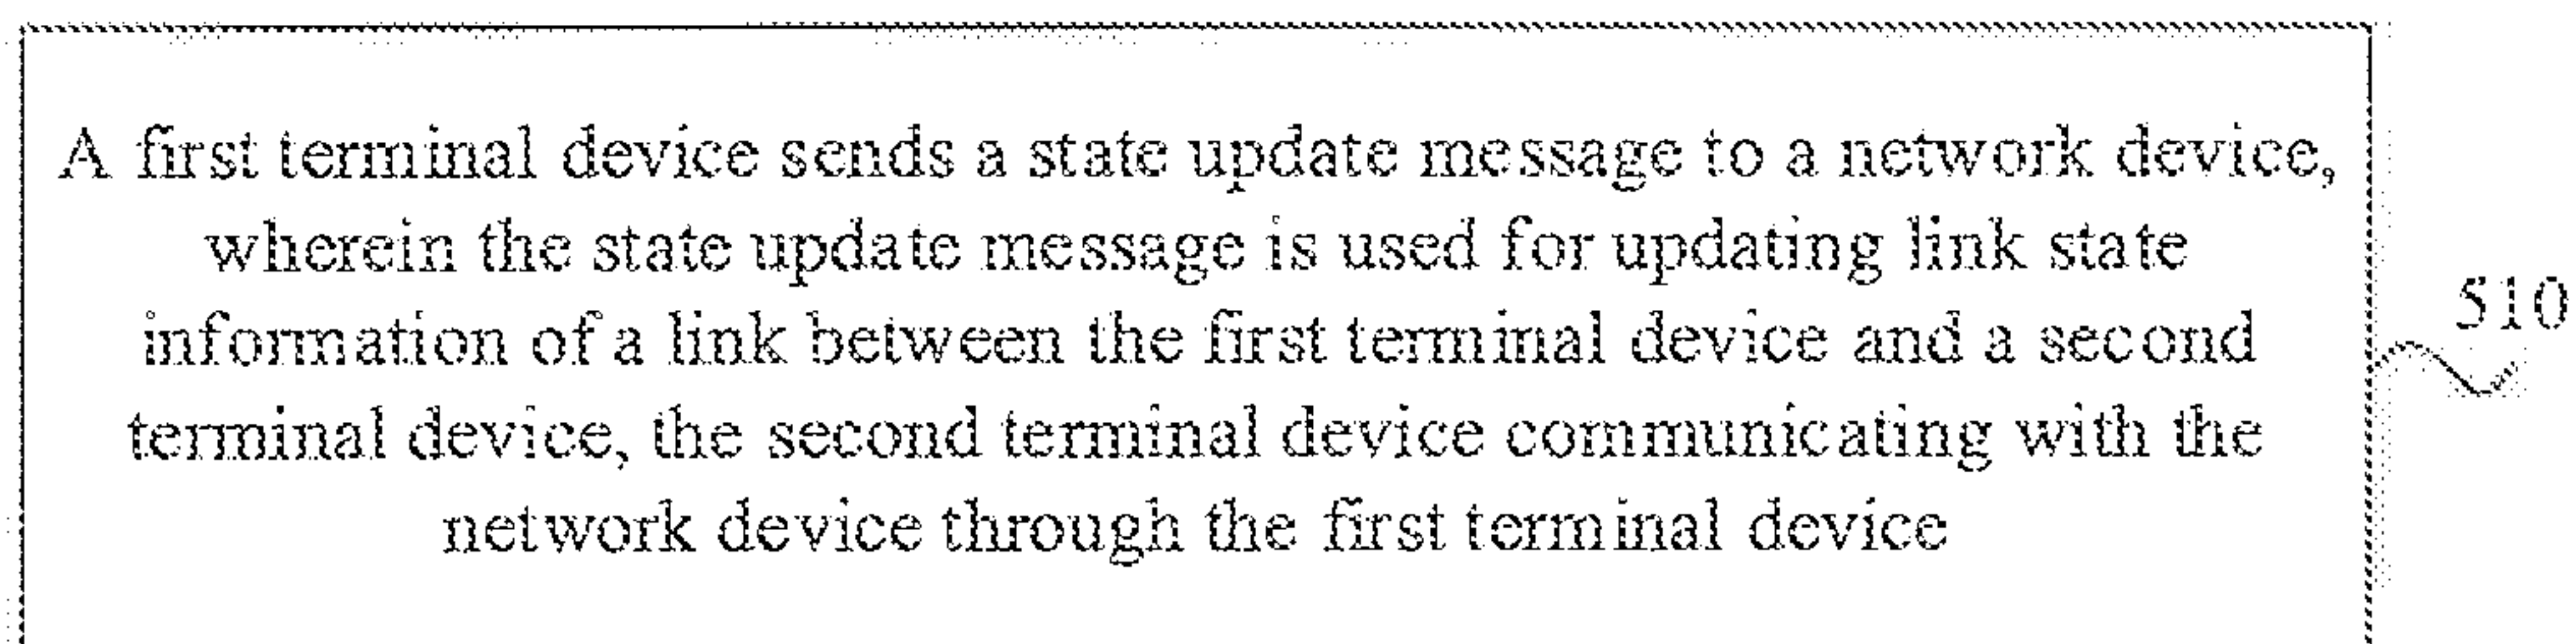 A first terminal device sends a state update message to a network device,
wherein the state update message is used for updating link state
information of a link between the first terminal device and a second
terminal device, the second terminal device communicating with the
network device through the first terminal device
510